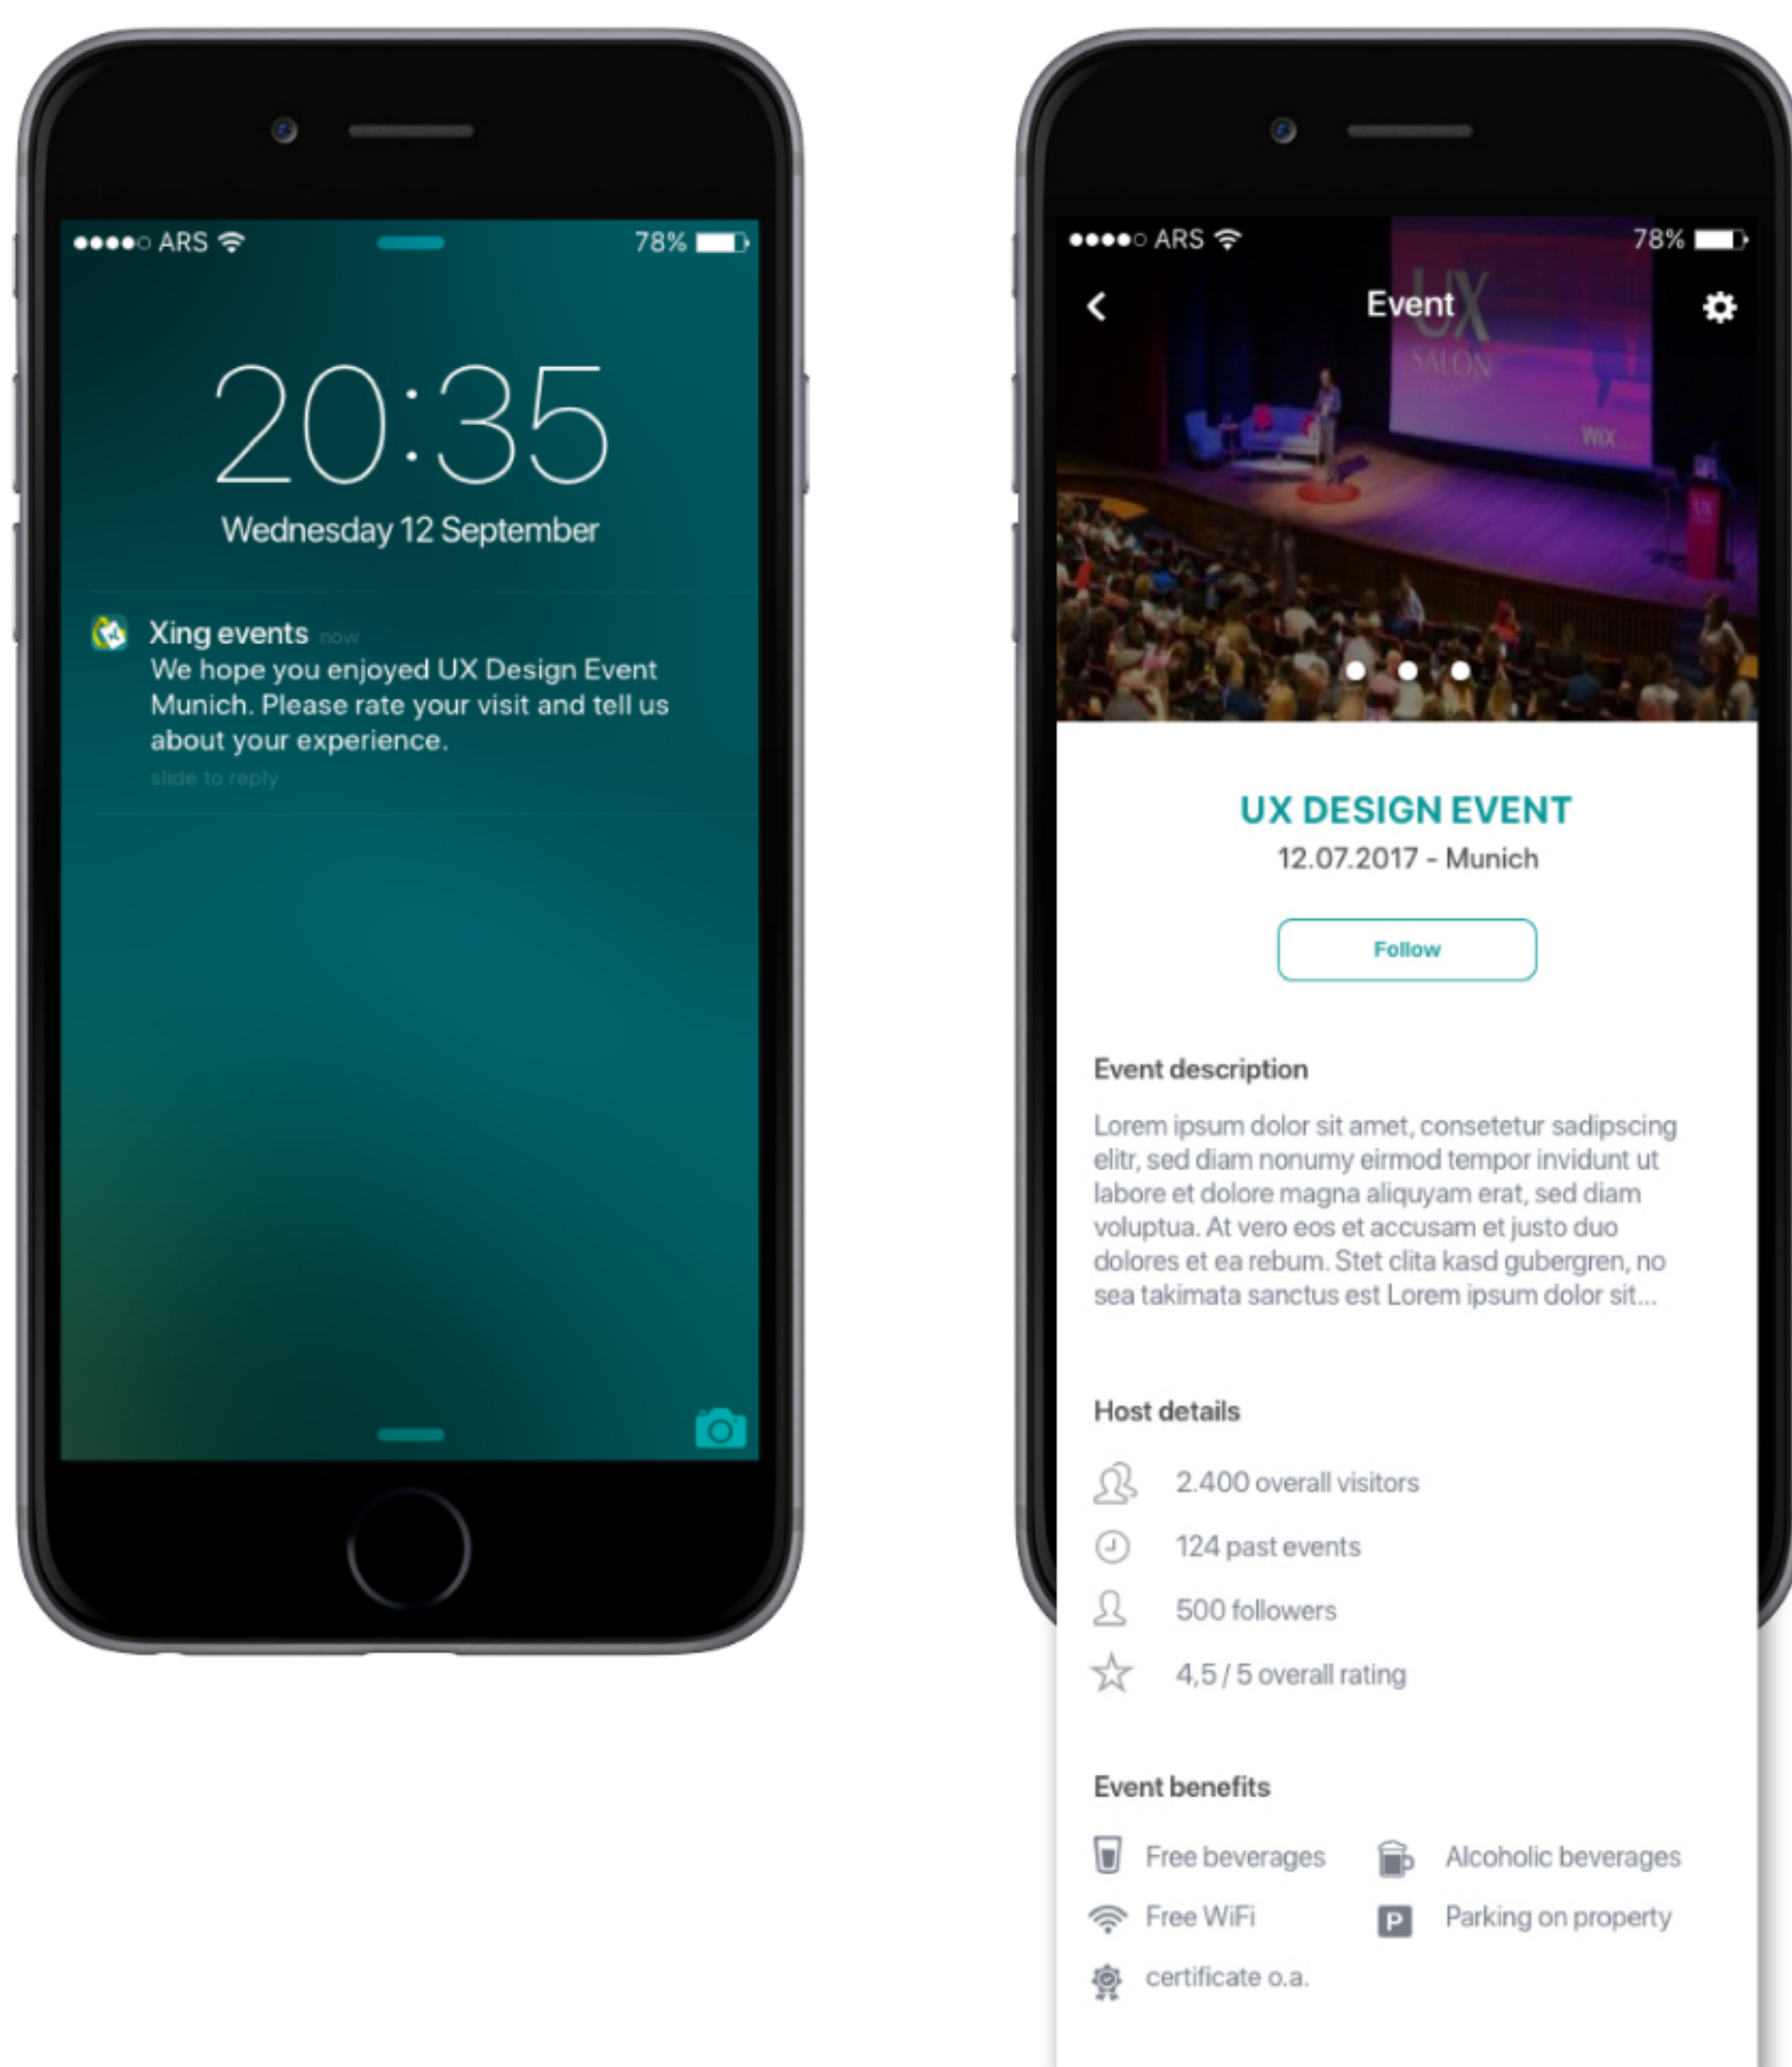 ARS
78%
20:35
Wednesday 12 September
Xing events now
We hope you enjoyed UX Design Event
Munich. Please rate your visit and tell us
about your experience.
slide to reply
ARS
78%
Event
UX
SALON
WiX
UX
UX DESIGN EVENT
12.07.2017 - Munich
Follow
Event description
Lorem ipsum dolor sit amet, consetetur sadipscing
elitr, sed diam nonumy eirmod tempor invidunt ut
labore et dolore magna aliquyam erat, sed diam
voluptua. At vero eos et accusam et justo duo
dolores et ea rebum. Stet clita kasd gubergren, no
sea takimata sanctus est Lorem ipsum dolor sit...
Host details
2.400 overall visitors
124 past events
500 followers
4,5 / 5 overall rating
Event benefits
Free beverages
Alcoholic beverages
Free WiFi
P
Parking on property
certificate o.a.